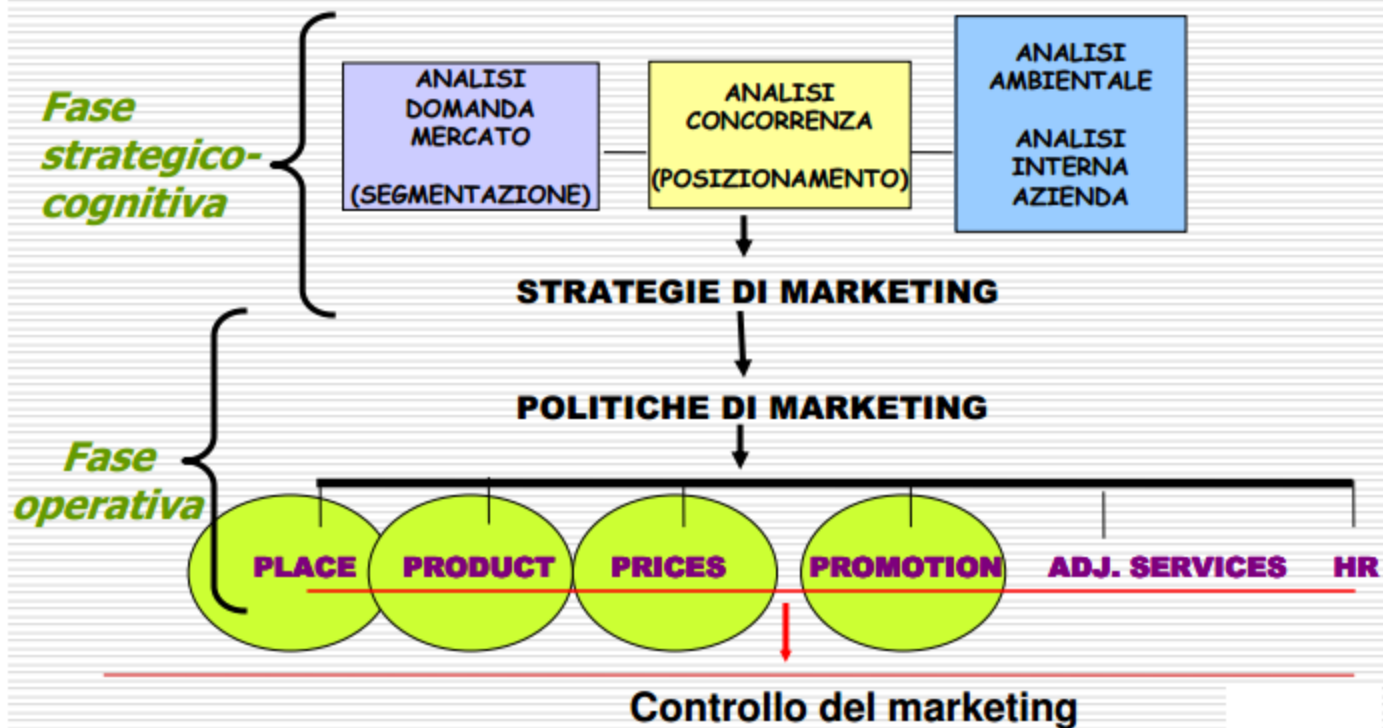 Fase
strategico-
cognitiva
ANALISI
DOMANDA
MERCATO
(SEGMENTAZIONE)
ANALISI
CONCORRENZA
(POSIZIONAMENTO)
ANALISI
AMBIENTALE
ANALISI
INTERNA
AZIENDA
STRATEGIE DI MARKETING
POLITICHE DI MARKETING
Fase
operativa
PLACE
PRODUCT
PRICES
PROMOTION
ADJ. SERVICES
HR
Controllo del marketing